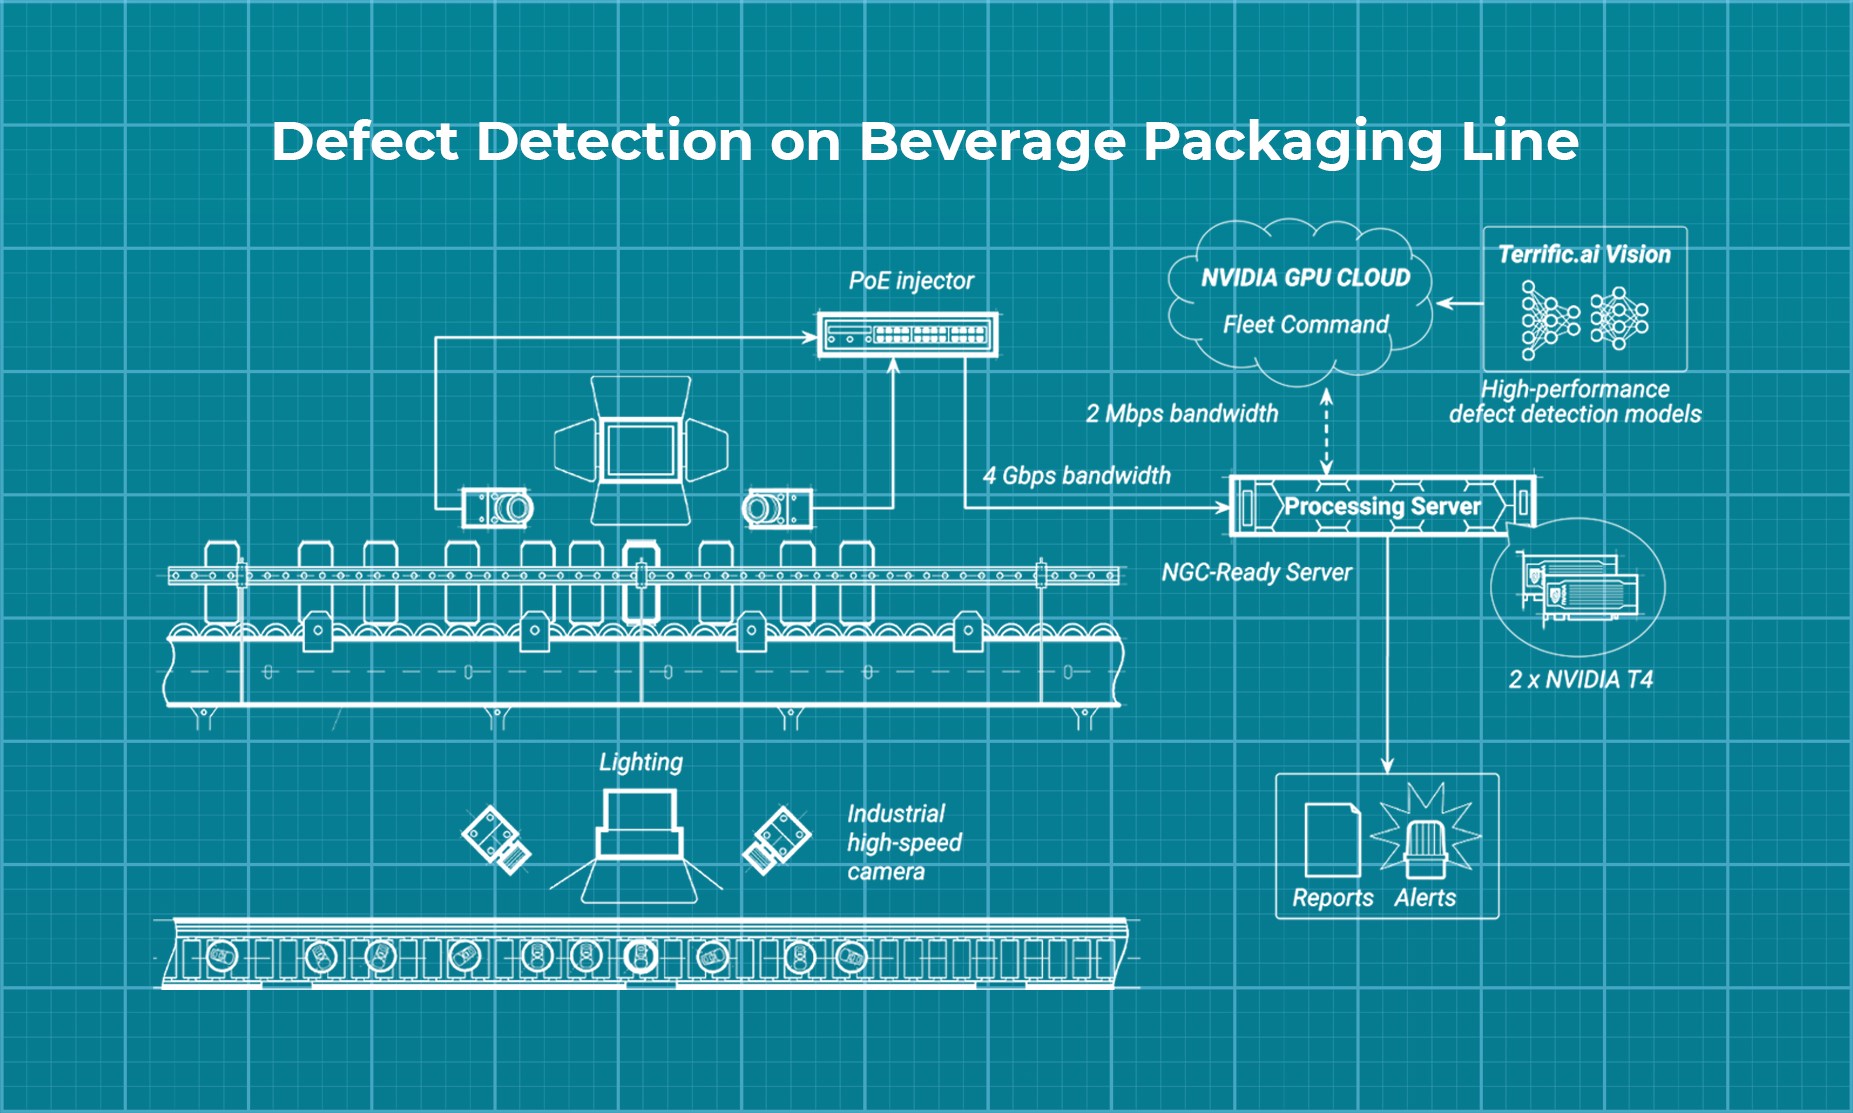 Defect Detection on Beverage Packaging Line
PoE injector
NVIDIA GPU CLOUD
Fleet Command
Terrific.ai Vision
High-performance
defect detection models
2 Mbps bandwidth
4 Gbps bandwidth
Processing Server
NGC-Ready Server
2 x NVIDIA T4
Lighting
Industrial
high-speed
camera
Reports
Alerts